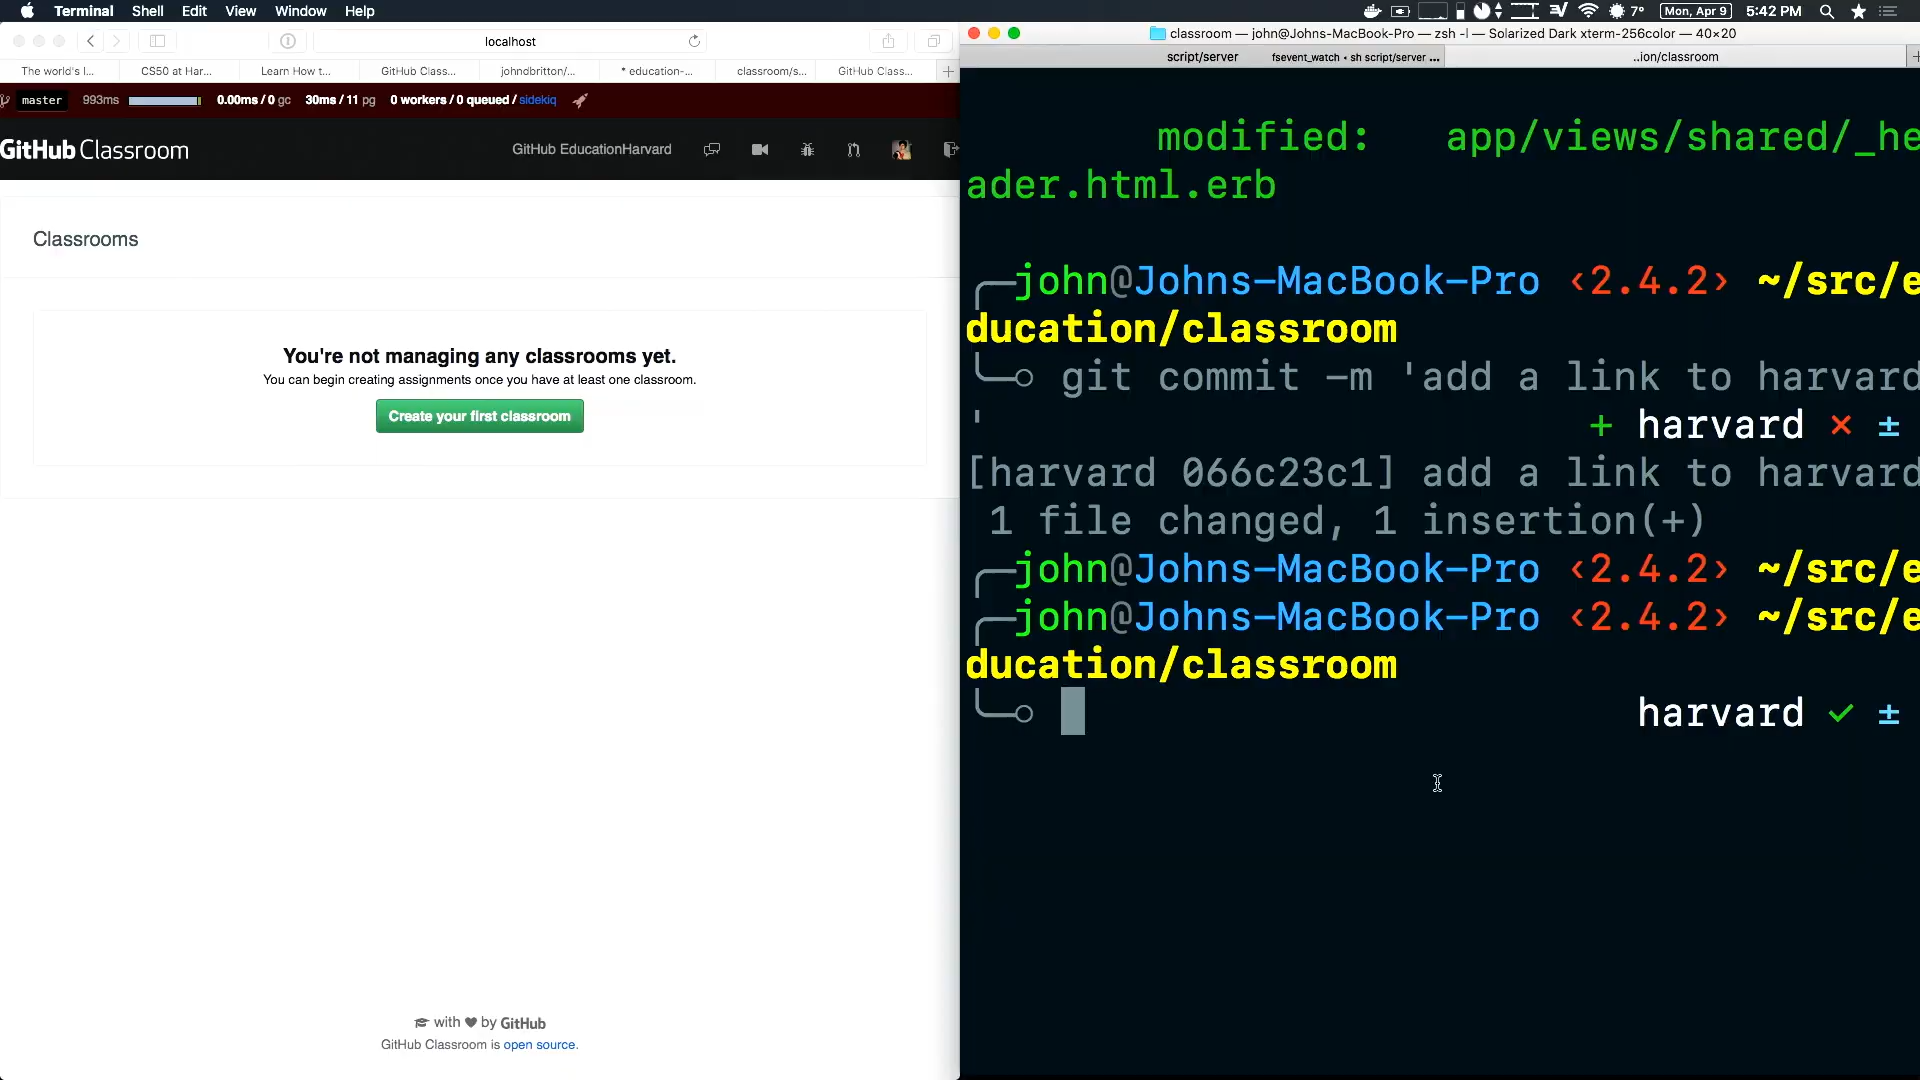 Terminal Shell Edit View Window Help
7° Mon, Apr 9 5:42 PM
localhost
The world's l... CS50 at Har... Learn How t... GitHub Class... johndbritton/... * education-... classroom/s... GitHub Class...
master 993ms 0.00ms / 0 gc 30ms / 11 pg 0 workers / 0 queued / sidekiq
GitHub Classroom GitHub EducationHarvard
Classrooms
You're not managing any classrooms yet.
You can begin creating assignments once you have at least one classroom.
Create your first classroom
with ♥ by GitHub
GitHub Classroom is open source.
classroom — john@Johns-MacBook-Pro — zsh -l — Solarized Dark xterm-256color — 40×20
script/server fsevent_watch • sh script/server ... ..ion/classroom
modified: app/views/shared/_he
ader.html.erb
john@Johns-MacBook-Pro ‹2.4.2› ~/src/e
ducation/classroom
git commit -m 'add a link to harvard
' + harvard × ±
[harvard 066c23c1] add a link to harvard
1 file changed, 1 insertion(+)
john@Johns-MacBook-Pro ‹2.4.2› ~/src/e
john@Johns-MacBook-Pro ‹2.4.2› ~/src/e
ducation/classroom
harvard ✓ ±